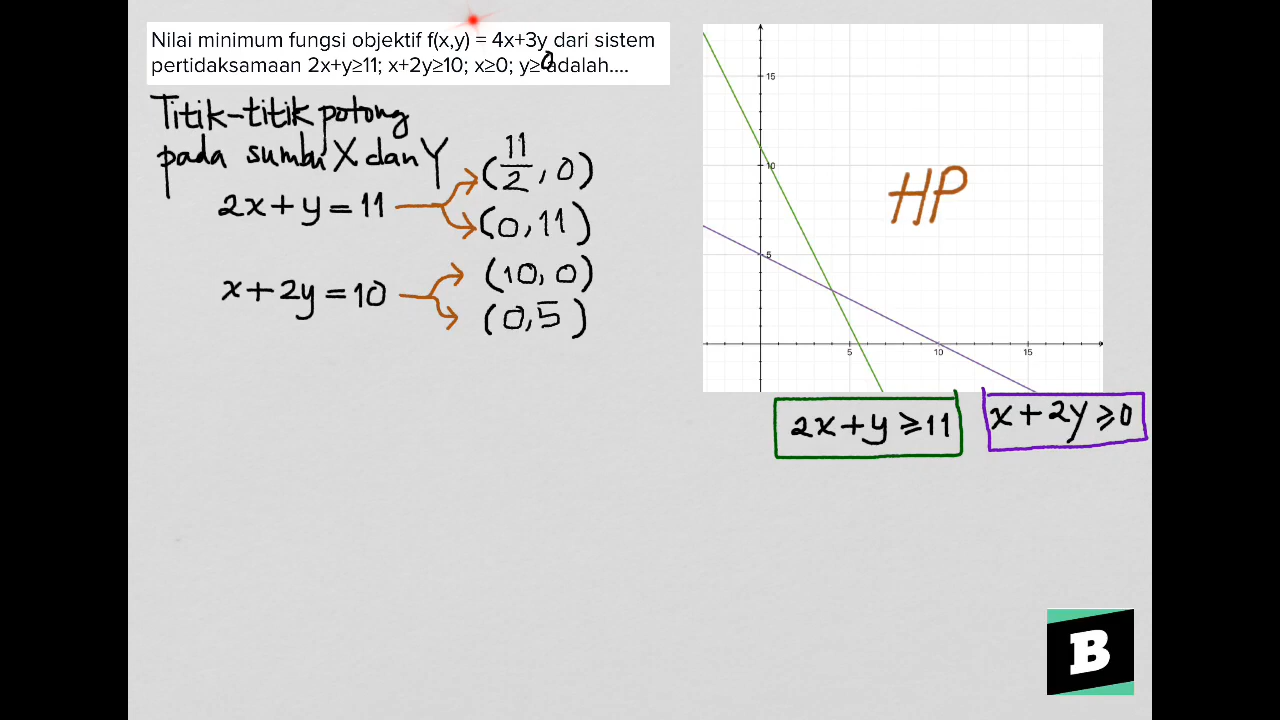 Nilai minimum fungsi objektif f(x,y) = 4x+3y dari sistem
pertidaksamaan 2x+y≥11; x+2y≥10; x≥0; y≥0 adalah....
Titik-titik potong
pada sumbu X dan Y
2x+y=11
(11/2, 0)
(0,11)
x+2y=10
(10,0)
(0,5)
15
10
5
HP
5
10
15
2x+y≥11
x+2y≥0
B